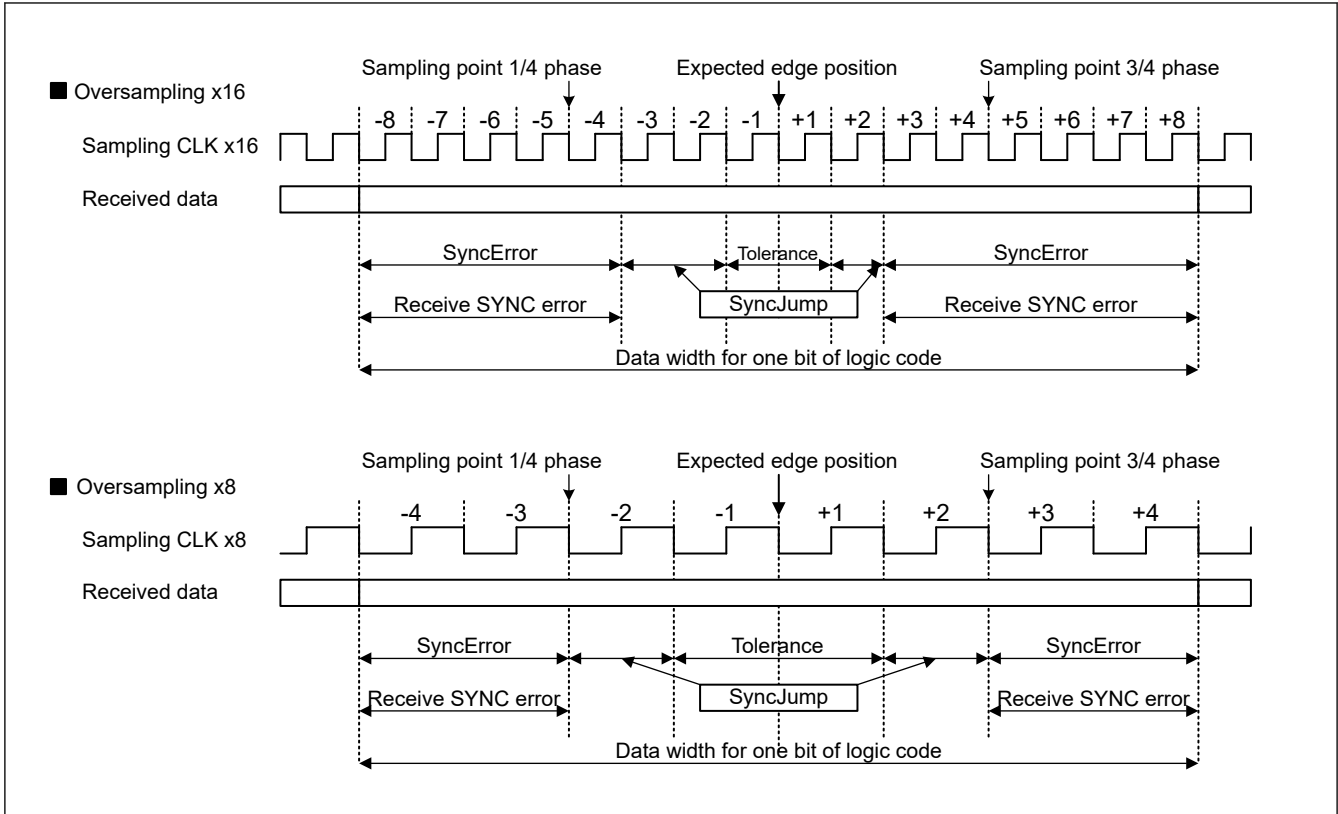 Sampling point 1/4 phase Expected edge position Sampling point 3/4 phase
■ Oversampling x16
-8 -7 -6 -5 -4 -3 -2 -1 +1 +2 +3 +4 +5 +6 +7 +8
Sampling CLK x16
Received data
SyncError Tolerance SyncError
Receive SYNC error SyncJump Receive SYNC error
Data width for one bit of logic code
Sampling point 1/4 phase Expected edge position Sampling point 3/4 phase
■ Oversampling x8
-4 -3 -2 -1 +1 +2 +3 +4
Sampling CLK x8
Received data
SyncError Tolerance SyncError
Receive SYNC error SyncJump Receive SYNC error
Data width for one bit of logic code